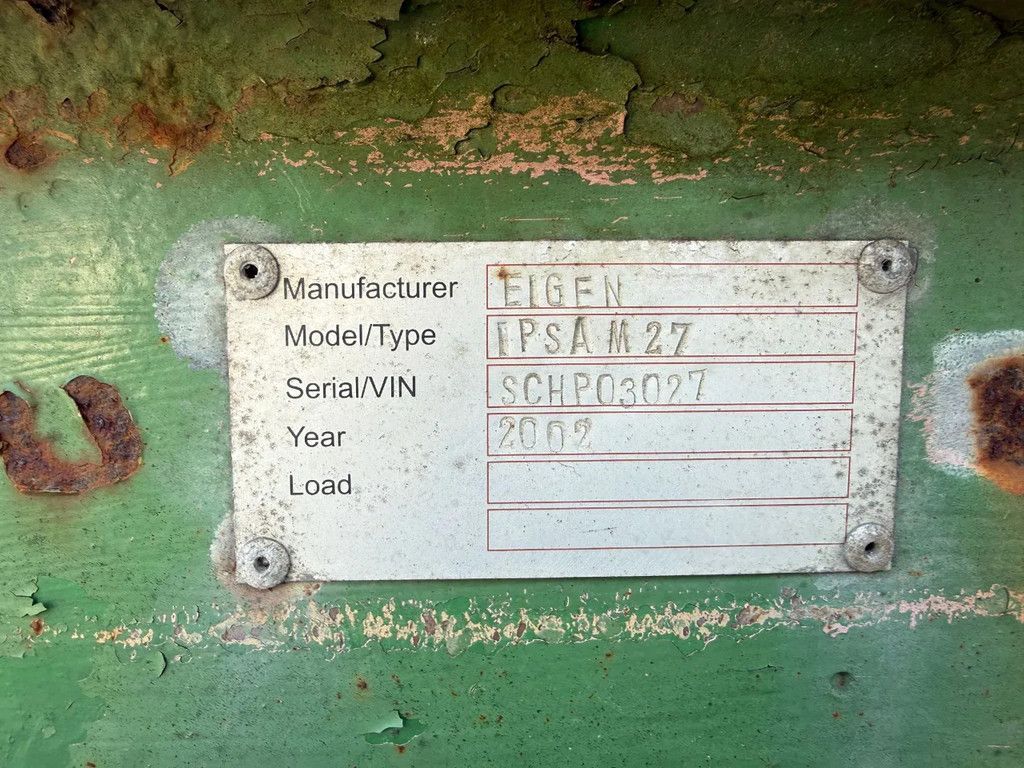 Manufacturer EIGEN
Model/Type IPSAM27
Serial/VIN SCHP03027
Year 2002
Load